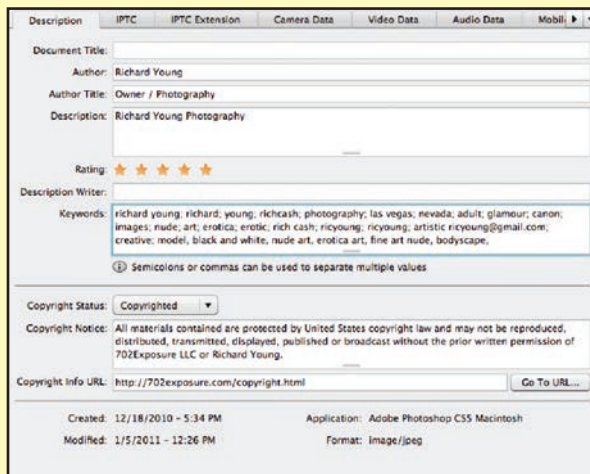 Description IPTC IPTC Extension Camera Data Video Data Audio Data
Document Title:
Author: Richard Young
Author Title: Owner / Photography
Description: Richard Young Photography
Rating:
Description Writer:
Keywords: richard young; richard; young; richcash; photography; las vegas; nevada; adult; glamour; canon;
images; nude; art; erotica; erotic; rich cash; ricyoung; ricyoung; artistic ricyoung@gmail.com;
creative; model, black and white, nude art, erotica art, fine art nude, bodyscape,
Semicolons or commas can be used to separate multiple values
Copyright Status: Copyrighted
Copyright Notice: All materials contained are protected by United States copyright law and may not be reproduced,
distributed, transmitted, displayed, published or broadcast without the prior written permission of
702Exposure LLC or Richard Young.
Copyright Info URL: http://702exposure.com/copyright.html Go To URL...
Created: 12/18/2010 - 5:34 PM Application: Adobe Photoshop CS5 Macintosh
Modified: 1/5/2011 - 12:26 PM Format: image/jpeg